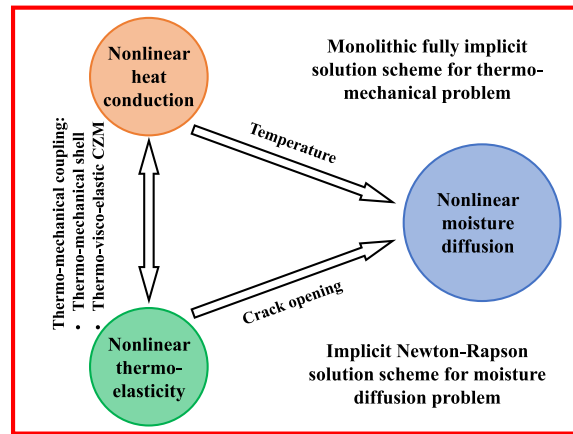 Nonlinear
heat
conduction
Monolithic fully implicit
solution scheme for thermo-
mechanical problem
Thermo-mechanical coupling:
• Thermo-mechanical shell
• Thermo-visco-elastic CZM
Temperature
Nonlinear
moisture
diffusion
Crack opening
Nonlinear
thermo-
elasticity
Implicit Newton-Rapson
solution scheme for moisture
diffusion problem